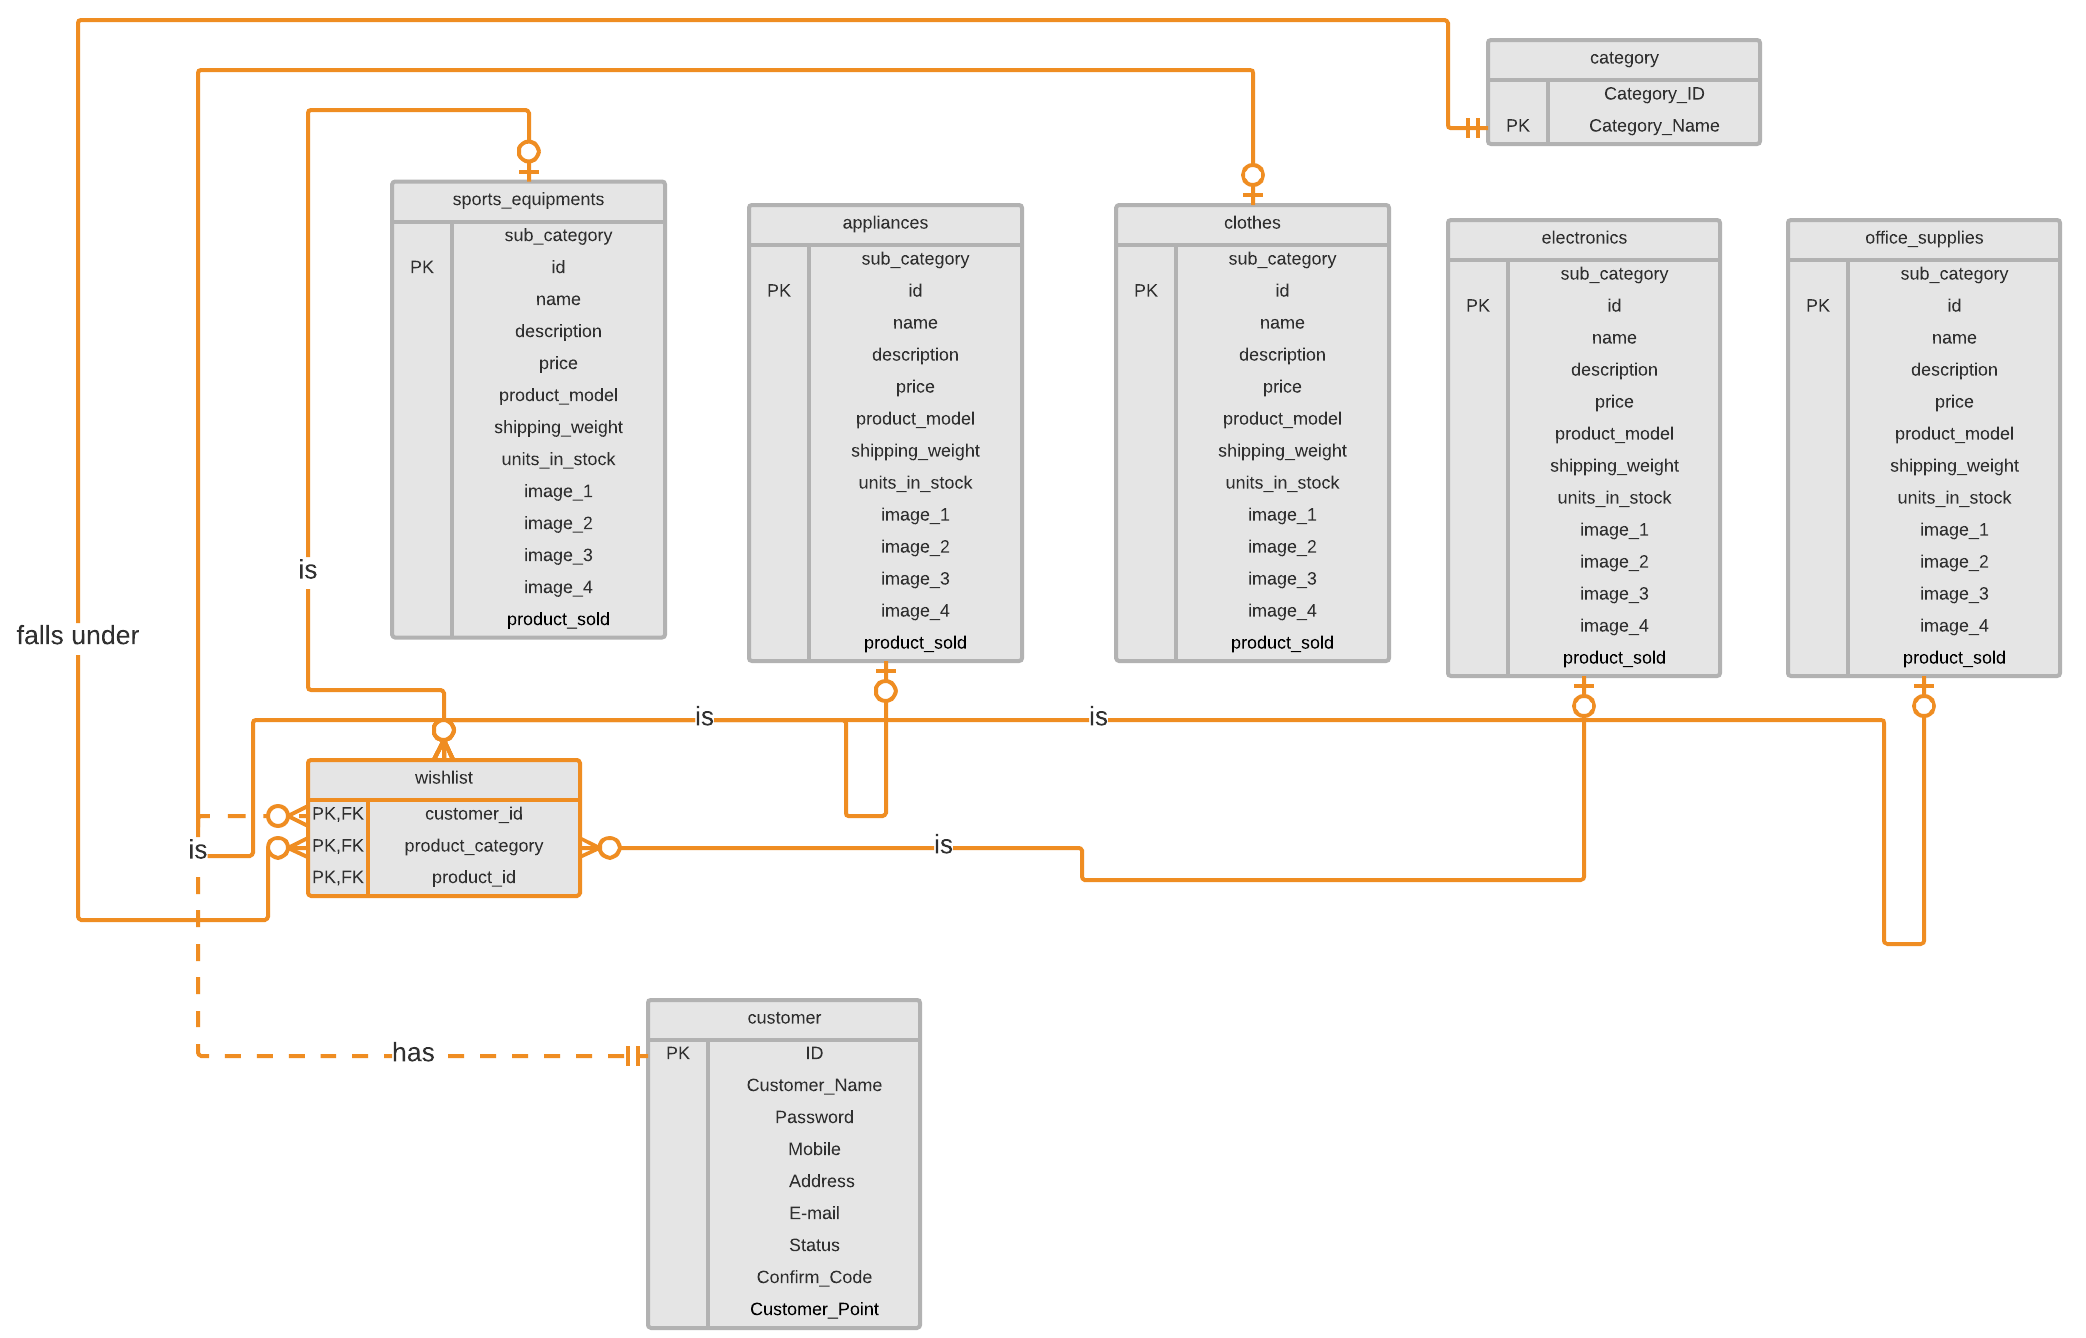 category
Category_ID
PK Category_Name
sports_equipments
sub_category
PK id
name
description
price
product_model
shipping_weight
units_in_stock
image_1
image_2
image_3
image_4
product_sold
appliances
sub_category
PK id
name
description
price
product_model
shipping_weight
units_in_stock
image_1
image_2
image_3
image_4
product_sold
clothes
sub_category
PK id
name
description
price
product_model
shipping_weight
units_in_stock
image_1
image_2
image_3
image_4
product_sold
electronics
sub_category
PK id
name
description
price
product_model
shipping_weight
units_in_stock
image_1
image_2
image_3
image_4
product_sold
office_supplies
sub_category
PK id
name
description
price
product_model
shipping_weight
units_in_stock
image_1
image_2
image_3
image_4
product_sold
is
falls under
is
is
wishlist
PK,FK customer_id
PK,FK product_category
PK,FK product_id
is
is
has
customer
PK ID
Customer_Name
Password
Mobile
Address
E-mail
Status
Confirm_Code
Customer_Point